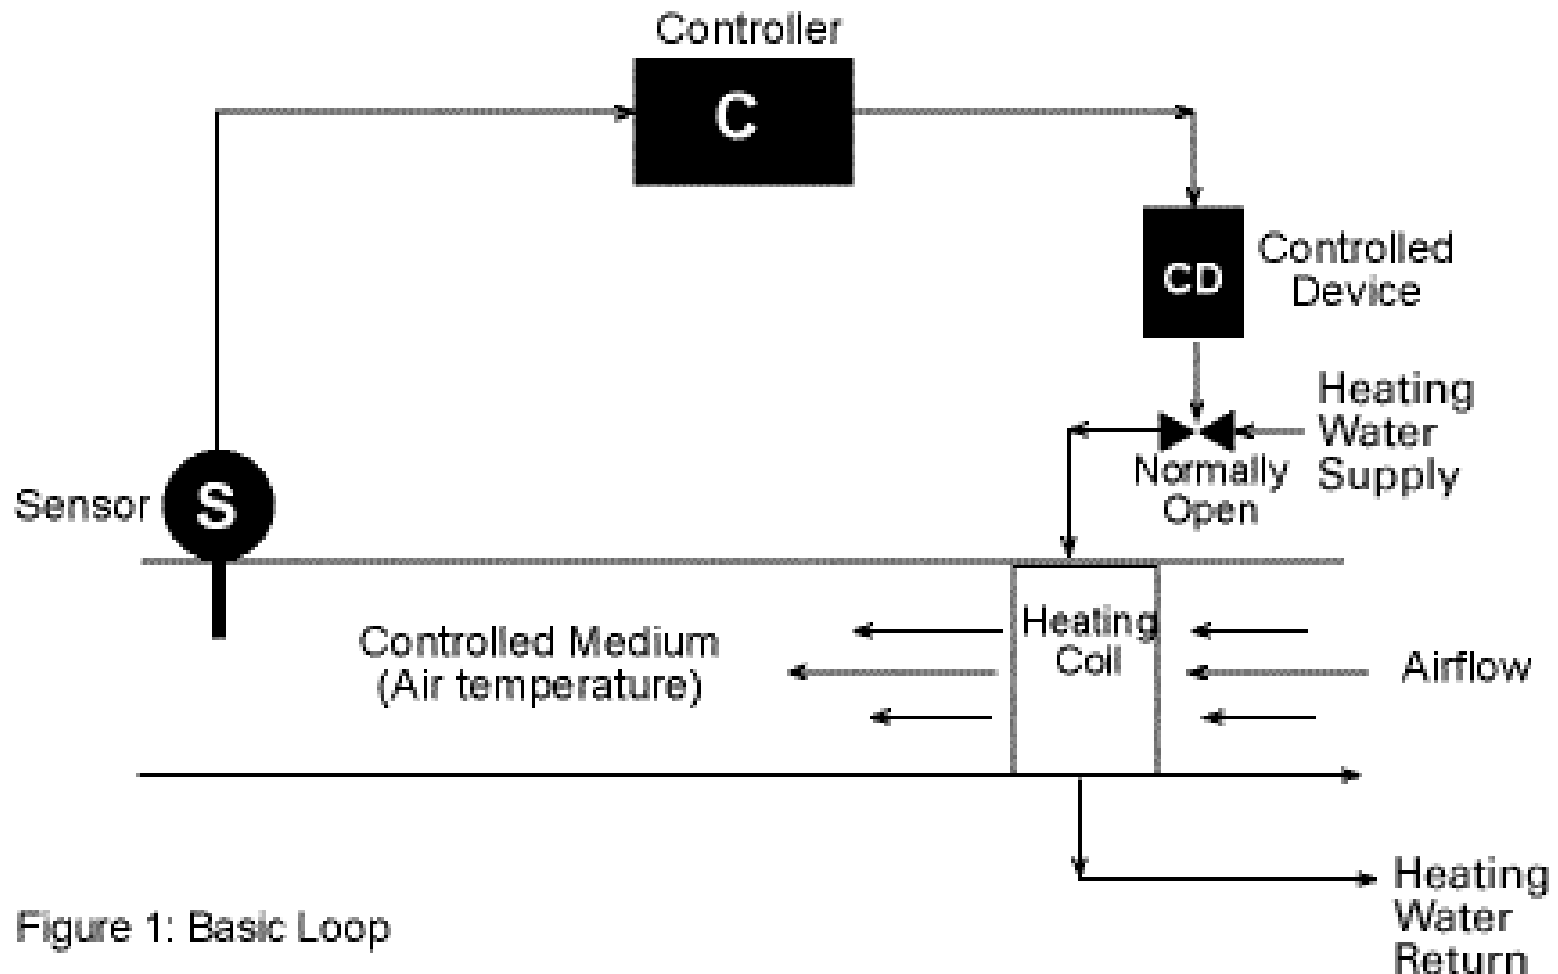 Controller
C
CD
Controlled
Device
Heating
Water
Supply
Normally
Open
Sensor
S
Controlled Medium
(Air temperature)
Heating
Coil
Airflow
Heating
Water
Return
Figure 1: Basic Loop